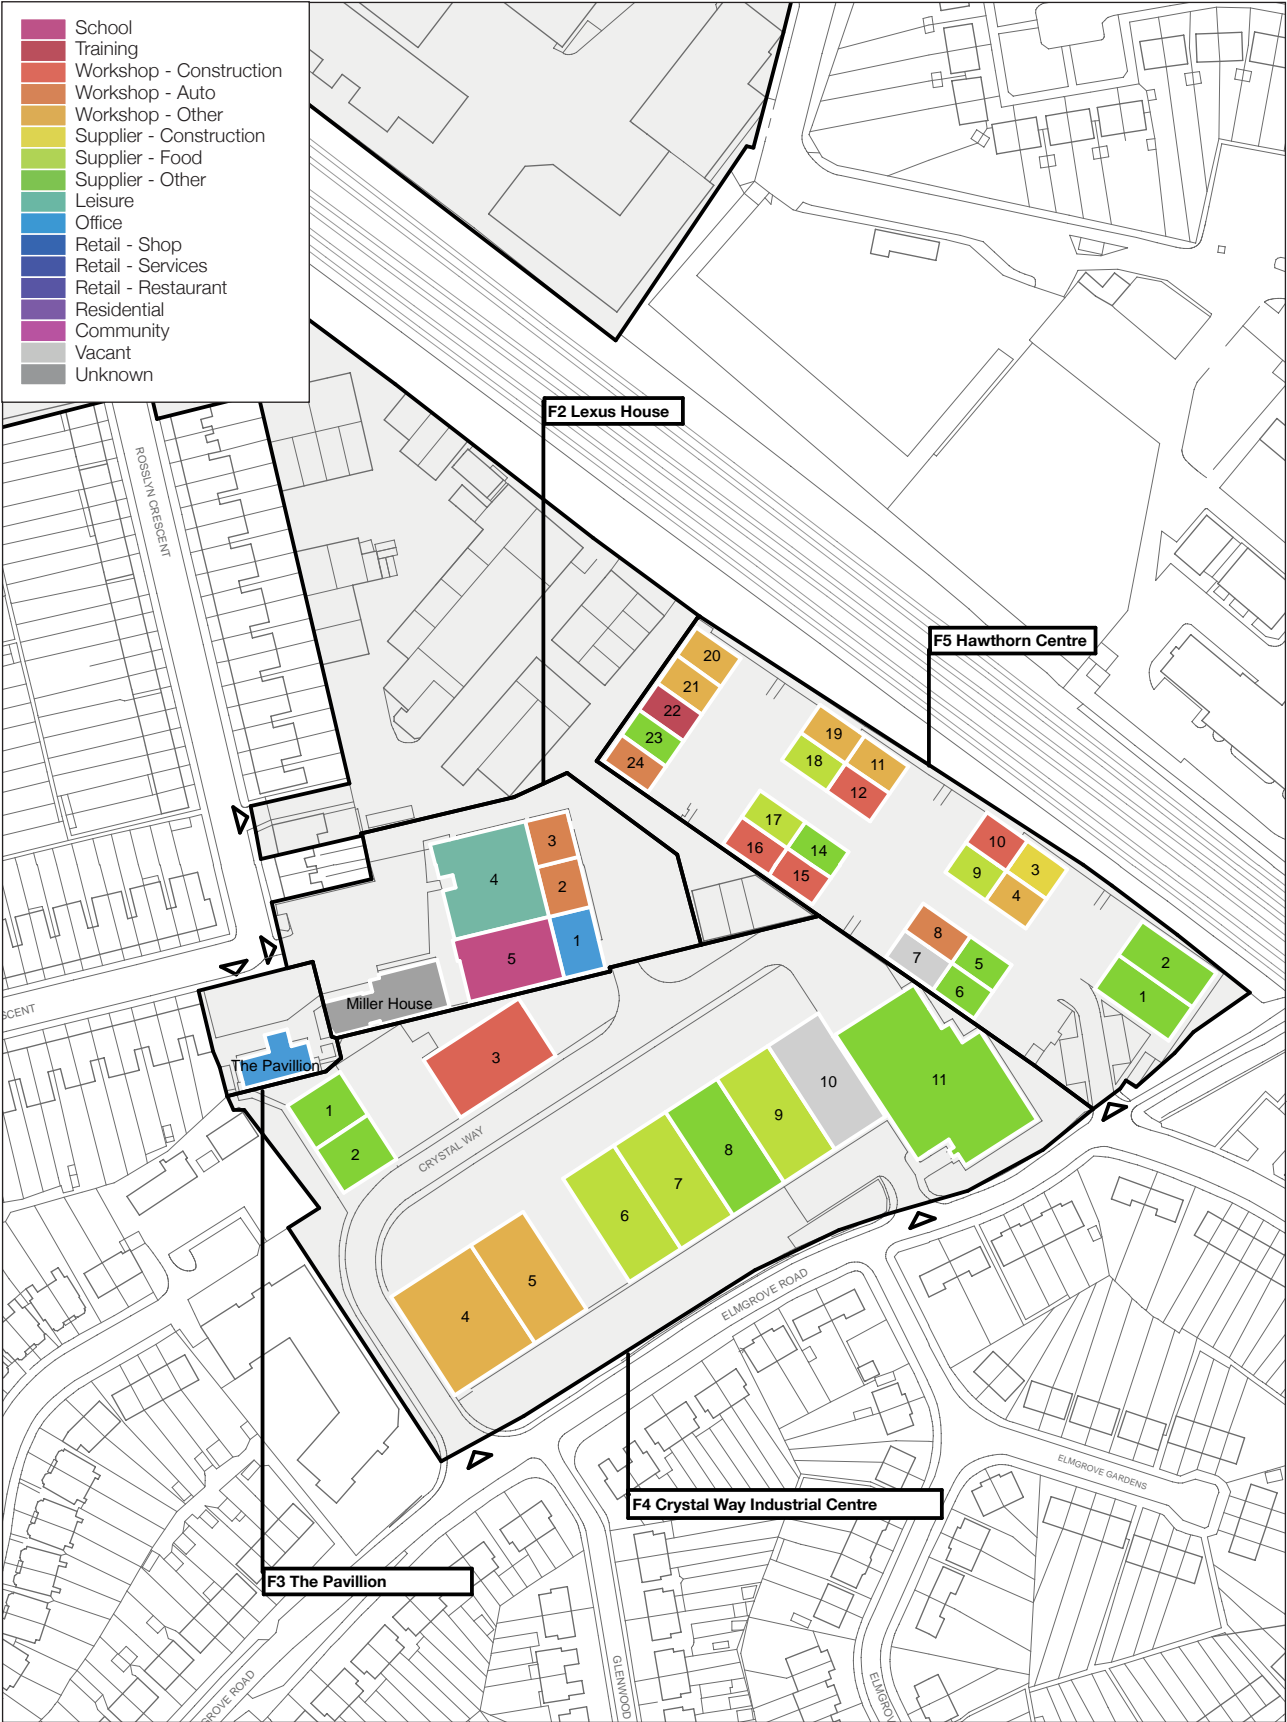 School
Training
Workshop - Construction
Workshop - Auto
Workshop - Other
Supplier - Construction
Supplier - Food
Supplier - Other
Leisure
Office
Retail - Shop
Retail - Services
Retail - Restaurant
Residential
Community
Vacant
Unknown
F2 Lexus House
ROSSLYN CRESCENT
F5 Hawthorn Centre
20
21
22
23
24
19
11
18
12
17
14
16
15
10
3
9
4
8
5
7
6
2
1
3
4
2
1
5
Miller House
SCENT
The Pavillion
3
1
2
CRYSTAL WAY
11
10
9
8
7
6
5
4
ELMGROVE ROAD
ELMGROVE GARDENS
F4 Crystal Way Industrial Centre
F3 The Pavillion
GROVE ROAD
GLENWOOD
ELMGROV